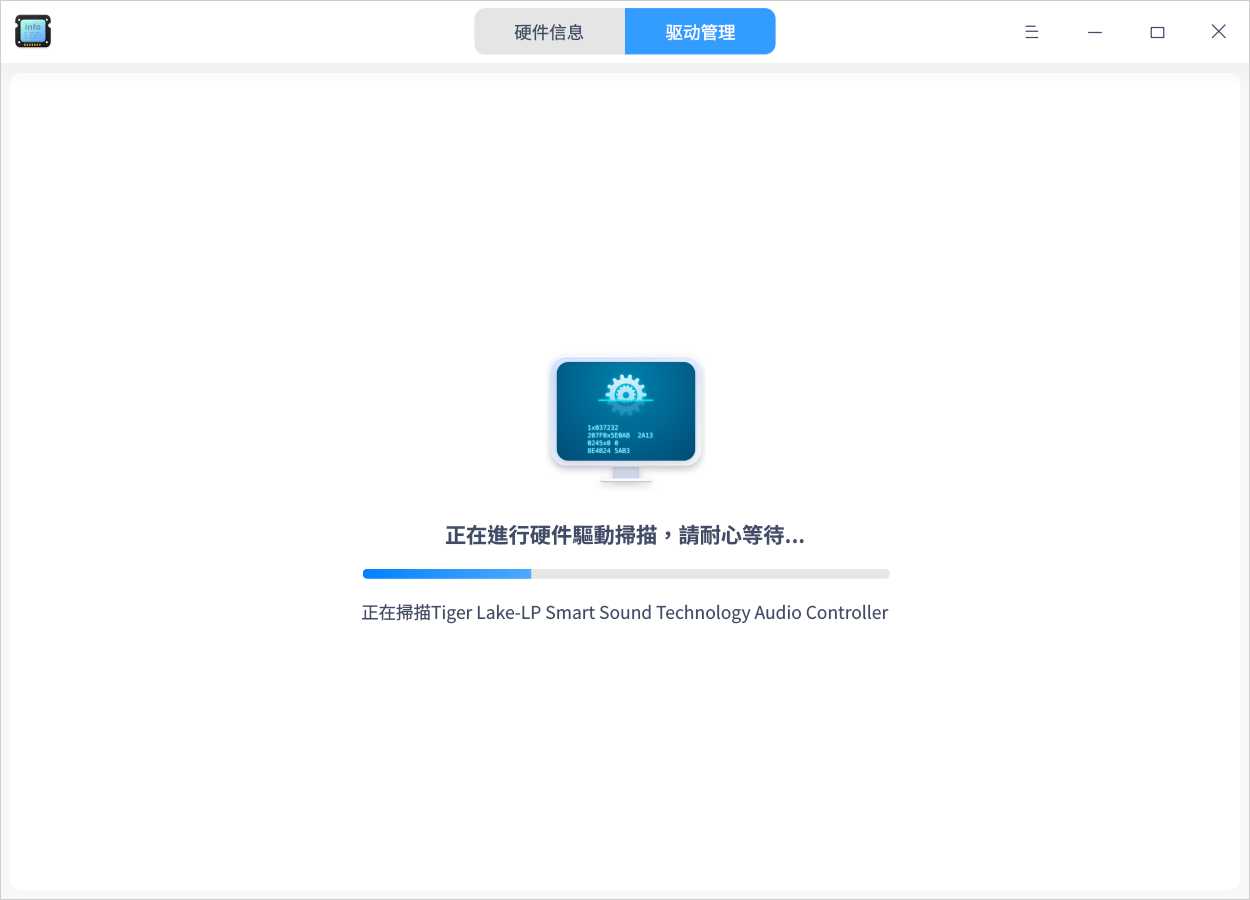 info
硬件信息
驱动管理
1x037232
207F0x5E0AB 2A13
0245x0 0
8E4B24 5AB3
正在進行硬件驅動掃描，請耐心等待...
正在掃描Tiger Lake-LP Smart Sound Technology Audio Controller